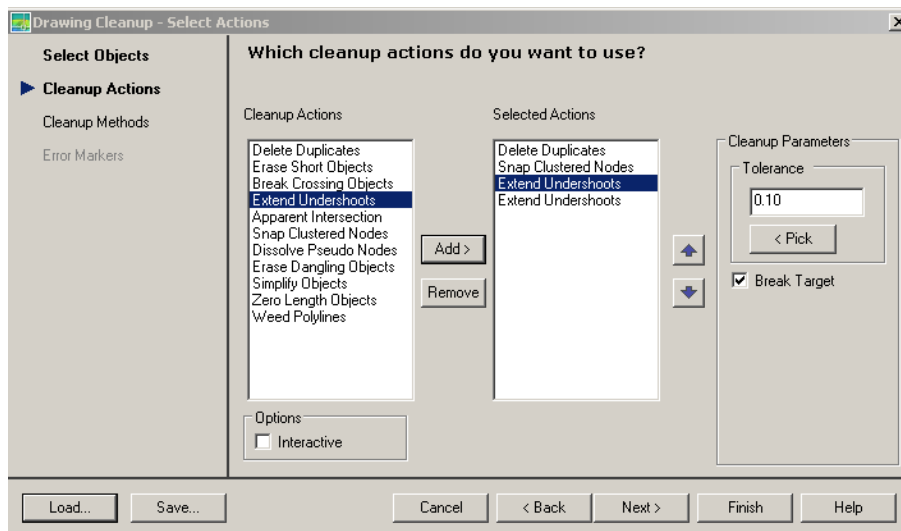 Drawing Cleanup - Select Actions
Select Objects
Cleanup Actions
Cleanup Methods
Error Markers
Which cleanup actions do you want to use?
Cleanup Actions
Delete Duplicates
Erase Short Objects
Break Crossing Objects
Extend Undershoots
Apparent Intersection
Snap Clustered Nodes
Dissolve Pseudo Nodes
Erase Dangling Objects
Simplify Objects
Zero Length Objects
Weed Polylines
Add >
Remove
Selected Actions
Delete Duplicates
Snap Clustered Nodes
Extend Undershoots
Extend Undershoots
Cleanup Parameters
Tolerance
0.10
< Pick
Break Target
Options
Interactive
Load...
Save...
Cancel
< Back
Next >
Finish
Help